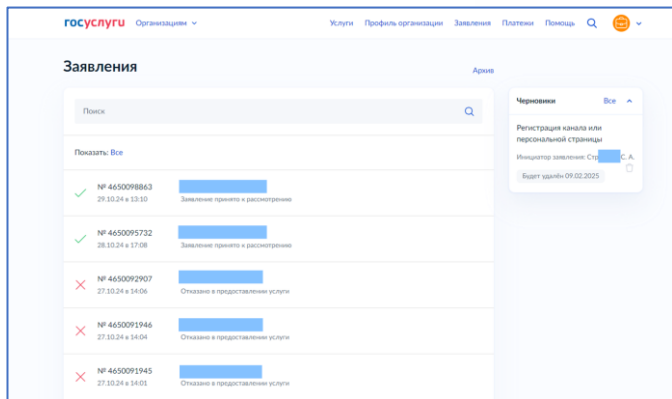 госуслуги Организациям Услуги Профиль организации Заявления Платежи Помощь
Заявления
Архив
Поиск
Показать: Все
№ 4650098863
29.10.24 в 13:10 Заявление принято к рассмотрению
№ 4650095732
28.10.24 в 17:08 Заявление принято к рассмотрению
№ 4650092907
27.10.24 в 14:06 Отказано в предоставлении услуги
№ 4650091946
27.10.24 в 14:04 Отказано в предоставлении услуги
№ 4650091945
27.10.24 в 14:01 Отказано в предоставлении услуги
Черновики Все
Регистрация канала или
персональной страницы
Инициатор заявления: Стр С. А.
Будет удалён 09.02.2025